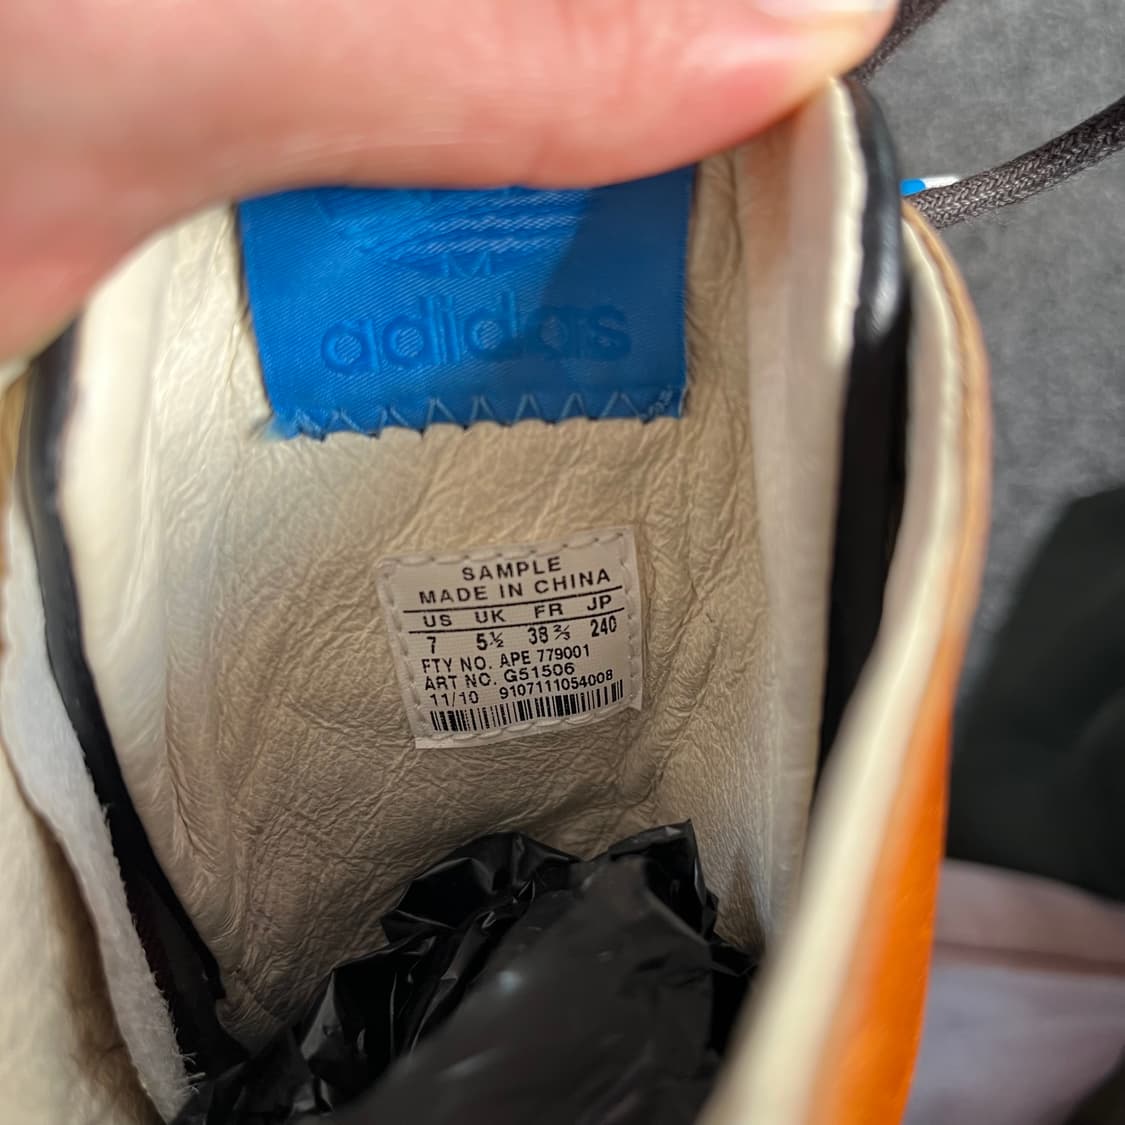 M
adidas
SAMPLE
MADE IN CHINA
US UK FR JP
7 5½ 38⅔ 240
FTY NO. APE 779001
ART NO. G51506
11/10 9107111054008